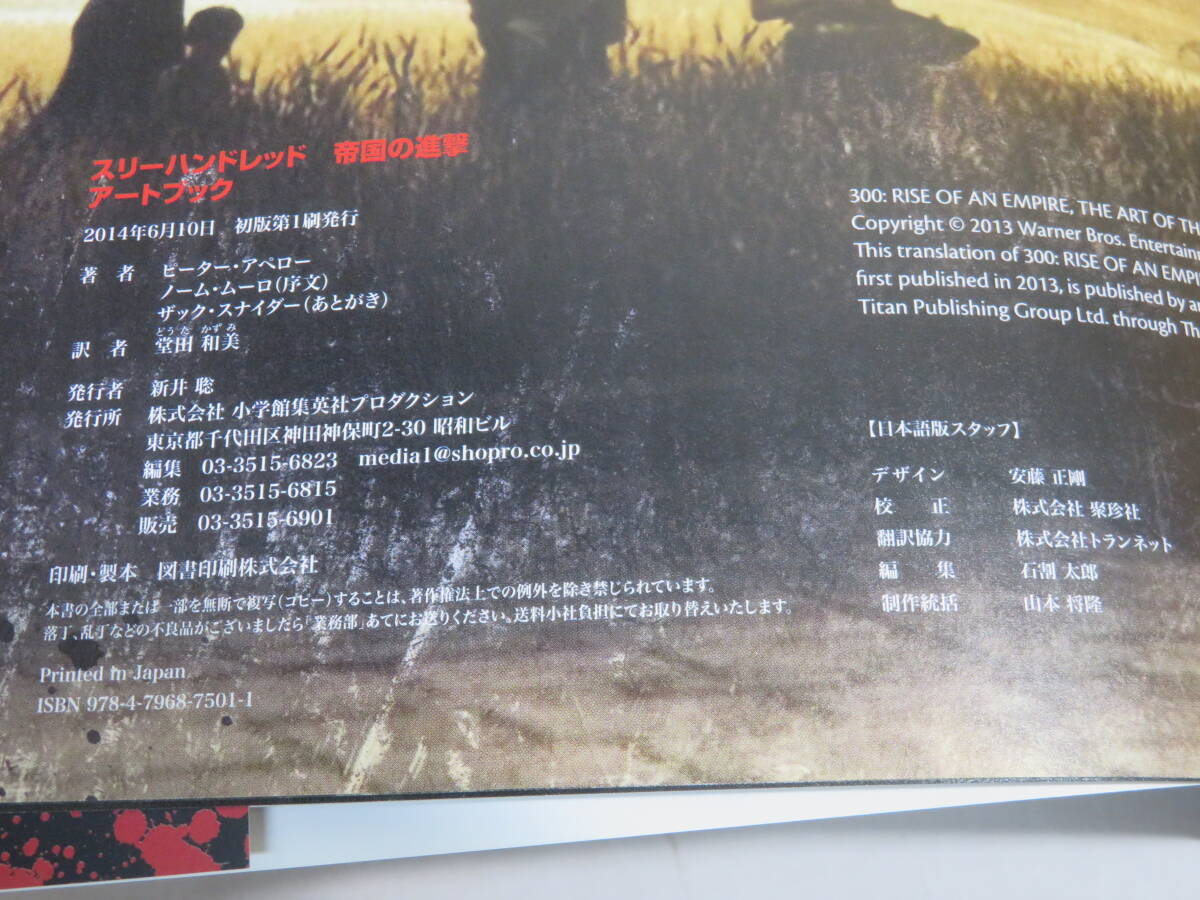 スリーハンドレッド 帝国の進撃
アートブック
2014年6月10日 初版第1刷発行
著 者 ピーター・アペロー
ノーム・ムーロ（序文）
ザック・スナイダー（あとがき）
どうた かずみ
訳 者 堂田 和美
発行者 新井 聡
発行所 株式会社 小学館集英社プロダクション
東京都千代田区神田神保町2-30 昭和ビル
編集 03-3515-6823 media1@shopro.co.jp
業務 03-3515-6815
販売 03-3515-6901
印刷・製本 図書印刷株式会社
本書の全部または一部を無断で複写（コピー）することは、著作権法上での例外を除き禁じられています。
落丁、乱丁などの不良品がございましたら「業務部」あてにお送りください。送料小社負担にてお取り替えいたします。
Printed in Japan
ISBN 978-4-7968-7501-1
300: RISE OF AN EMPIRE, THE ART OF
Copyright © 2013 Warner Bros.
This translation of 300: RISE OF AN
first published in 2013, is published by
Titan Publishing Group Ltd. through
【日本語版スタッフ】
デザイン 安藤 正剛
校 正 株式会社 聚珍社
翻訳協力 株式会社トランネット
編 集 石割 太郎
制作統括 山本 将隆